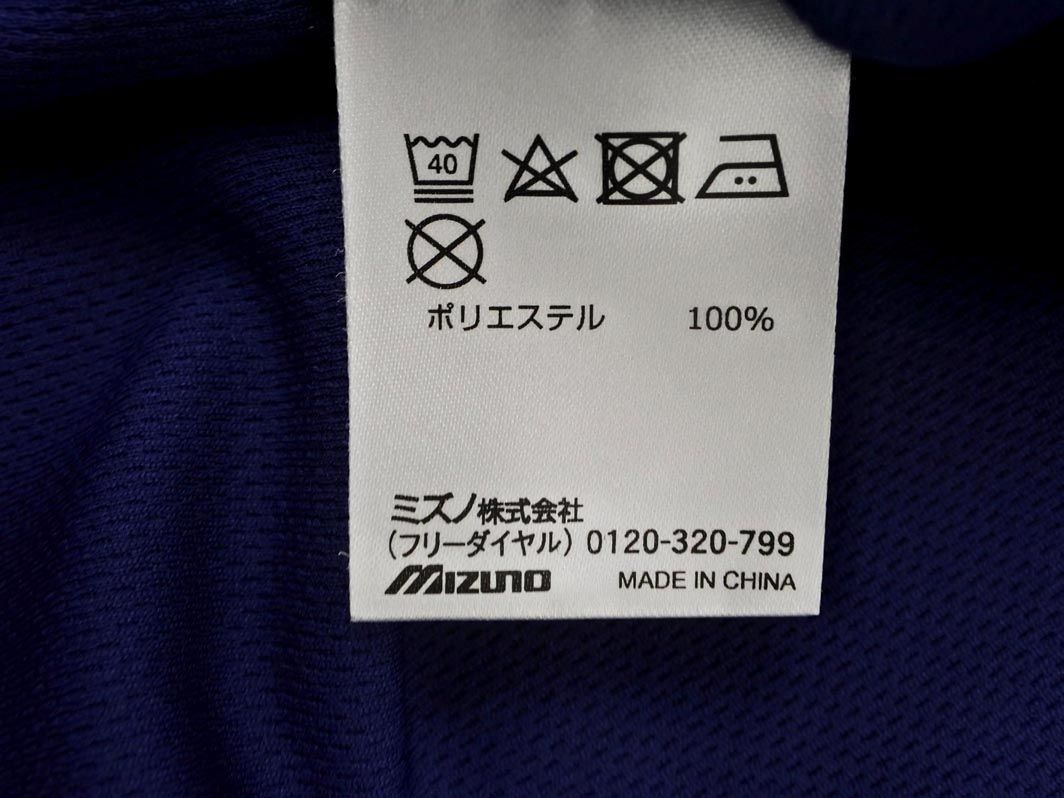 40
ポリエステル 100%
ミズノ株式会社
(フリーダイヤル) 0120-320-799
MIZUNO MADE IN CHINA